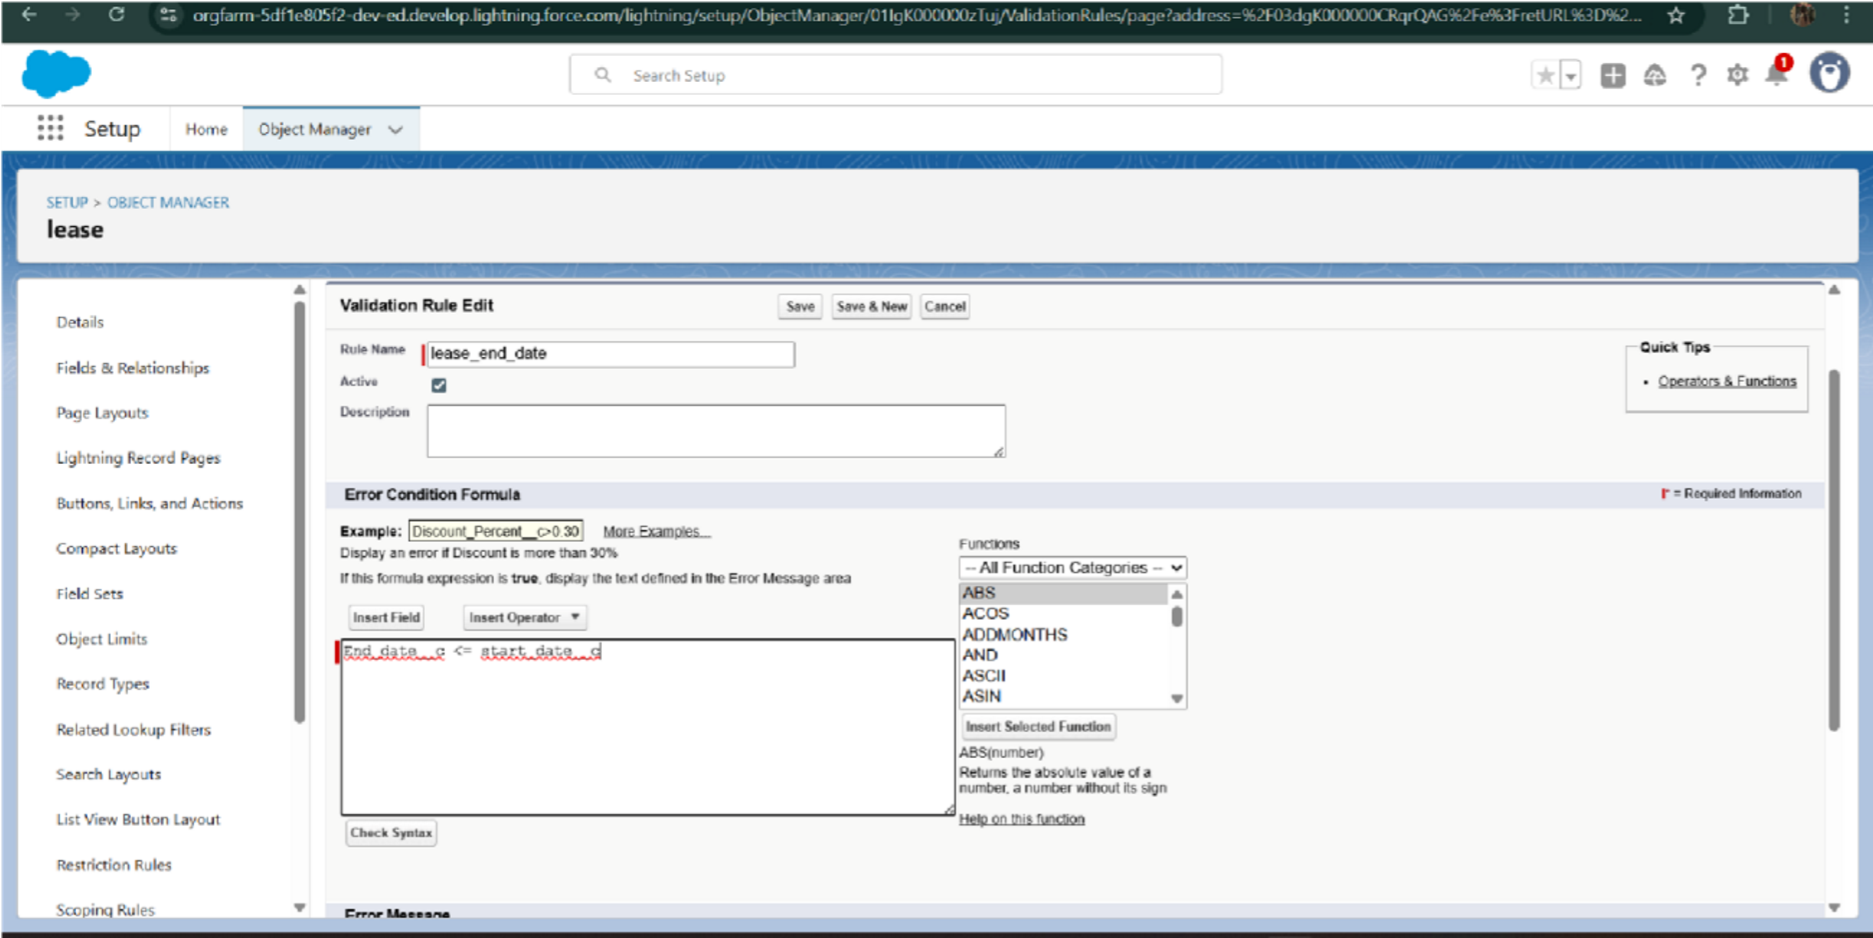 orgfarm-5df1e805f2-dev-ed.develop.lightning.force.com/lightning/setup/ObjectManager/01IgK000000zTuj/ValidationRules/page?address=%2F03dgK000000CRqrQAG%2Fe%3FretURL%3D%2...
Search Setup
1
Setup
Home
Object Manager
SETUP > OBJECT MANAGER
lease
Details
Fields & Relationships
Page Layouts
Lightning Record Pages
Buttons, Links, and Actions
Compact Layouts
Field Sets
Object Limits
Record Types
Related Lookup Filters
Search Layouts
List View Button Layout
Restriction Rules
Scoping Rules
Validation Rule Edit
Save
Save & New
Cancel
Rule Name
lease_end_date
Active
Description
Quick Tips
• Operators & Functions
Error Condition Formula
= Required Information
Example: Discount_Percent__c>0.30 More Examples...
Display an error if Discount is more than 30%
If this formula expression is true, display the text defined in the Error Message area
Insert Field
Insert Operator
End_date__c <= start_date__c
Check Syntax
Functions
-- All Function Categories --
ABS
ACOS
ADDMONTHS
AND
ASCII
ASIN
Insert Selected Function
ABS(number)
Returns the absolute value of a
number, a number without its sign
Help on this function
Error Message